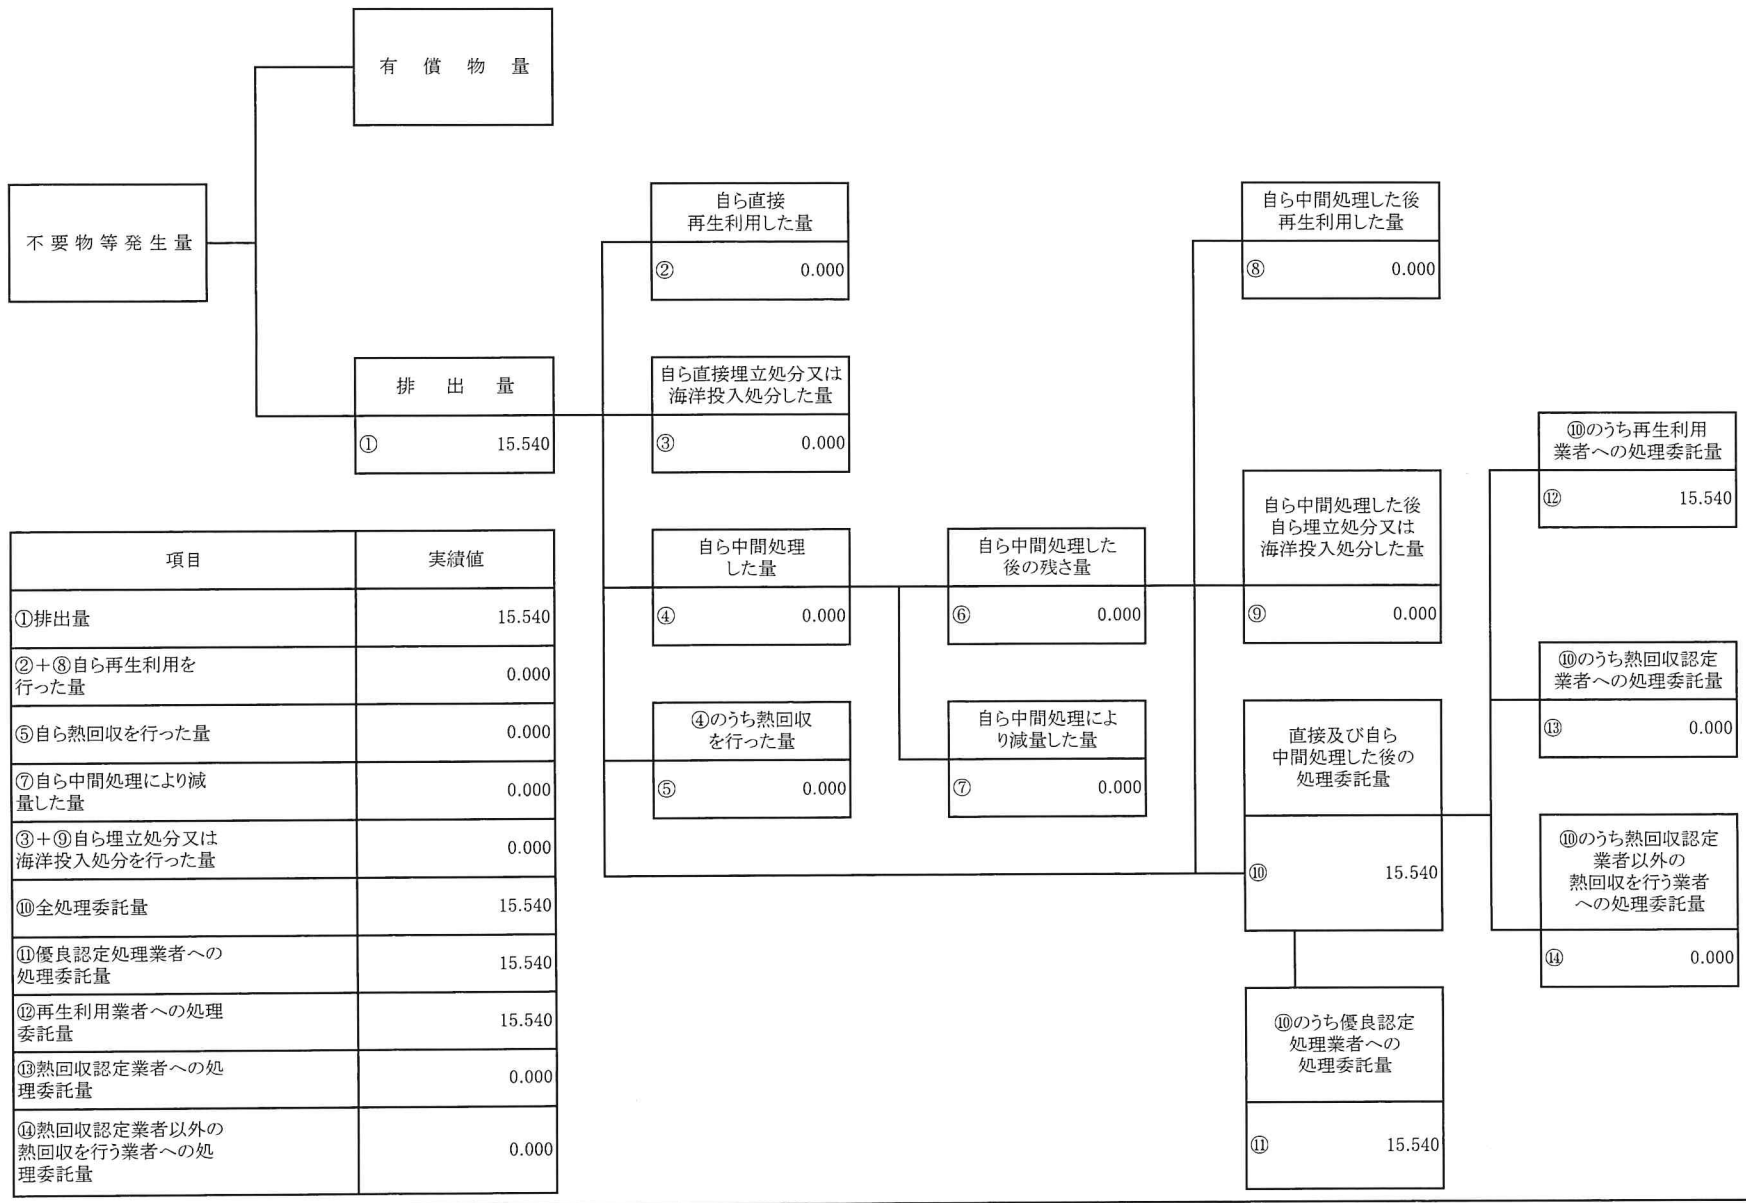 有償物量
不要物等発生量
排出量
① 15.540
自ら直接
再生利用した量
② 0.000
自ら直接埋立処分又は
海洋投入処分した量
③ 0.000
自ら中間処理
した量
④ 0.000
④のうち熱回収
を行った量
⑤ 0.000
自ら中間処理した
後の残さ量
⑥ 0.000
自ら中間処理によ
り減量した量
⑦ 0.000
自ら中間処理した後
再生利用した量
⑧ 0.000
自ら中間処理した後
自ら埋立処分又は
海洋投入処分した量
⑨ 0.000
直接及び自ら
中間処理した後の
処理委託量
⑩ 15.540
⑩のうち優良認定
処理業者への
処理委託量
⑪ 15.540
⑩のうち再生利用
業者への処理委託量
⑫ 15.540
⑩のうち熱回収認定
業者への処理委託量
⑬ 0.000
⑩のうち熱回収認定
業者以外の
熱回収を行う業者
への処理委託量
⑭ 0.000
項目 実績値
①排出量 15.540
②+⑧自ら再生利用を
行った量 0.000
⑤自ら熱回収を行った量 0.000
⑦自ら中間処理により減
量した量 0.000
③+⑨自ら埋立処分又は
海洋投入処分を行った量 0.000
⑩全処理委託量 15.540
⑪優良認定処理業者への
処理委託量 15.540
⑫再生利用業者への処理
委託量 15.540
⑬熱回収認定業者への処
理委託量 0.000
⑭熱回収認定業者以外の
熱回収を行う業者への処
理委託量 0.000